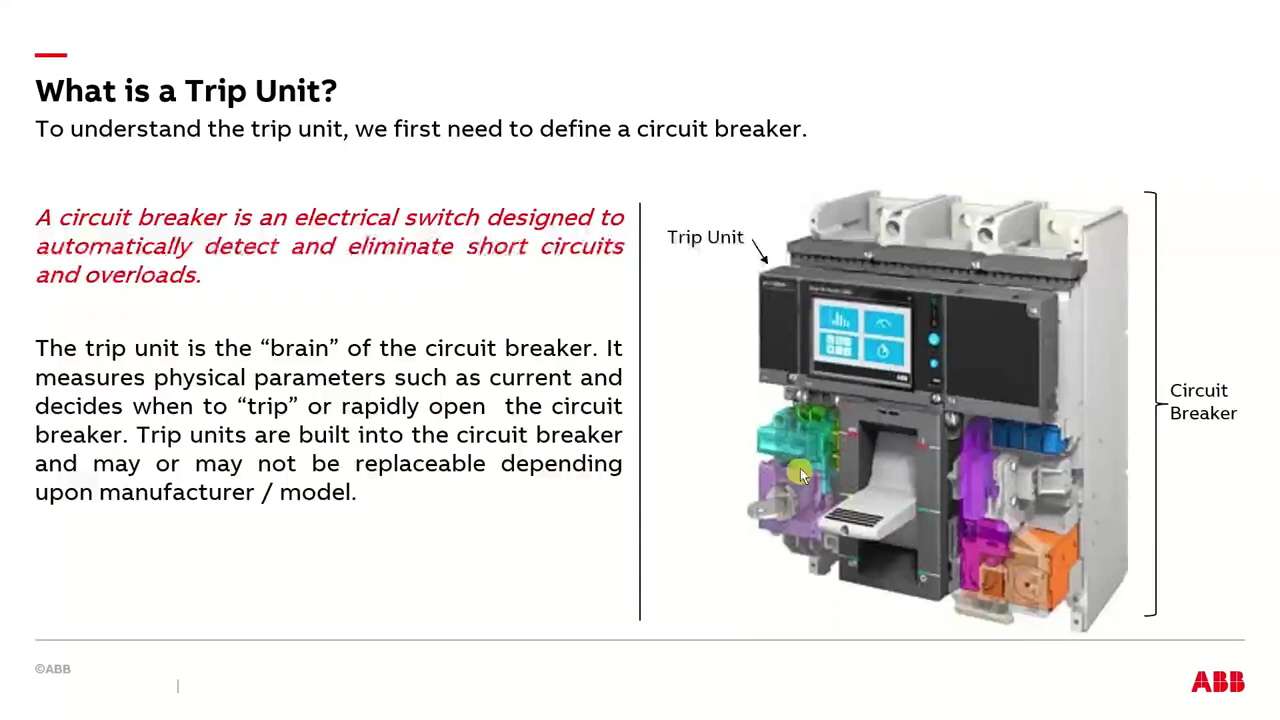 What is a Trip Unit?
To understand the trip unit, we first need to define a circuit breaker.
A circuit breaker is an electrical switch designed to
automatically detect and eliminate short circuits
and overloads.
The trip unit is the “brain” of the circuit breaker. It
measures physical parameters such as current and
decides when to “trip” or rapidly open the circuit
breaker. Trip units are built into the circuit breaker
and may or may not be replaceable depending
upon manufacturer / model.
Trip Unit
Circuit
Breaker
©ABB
ABB